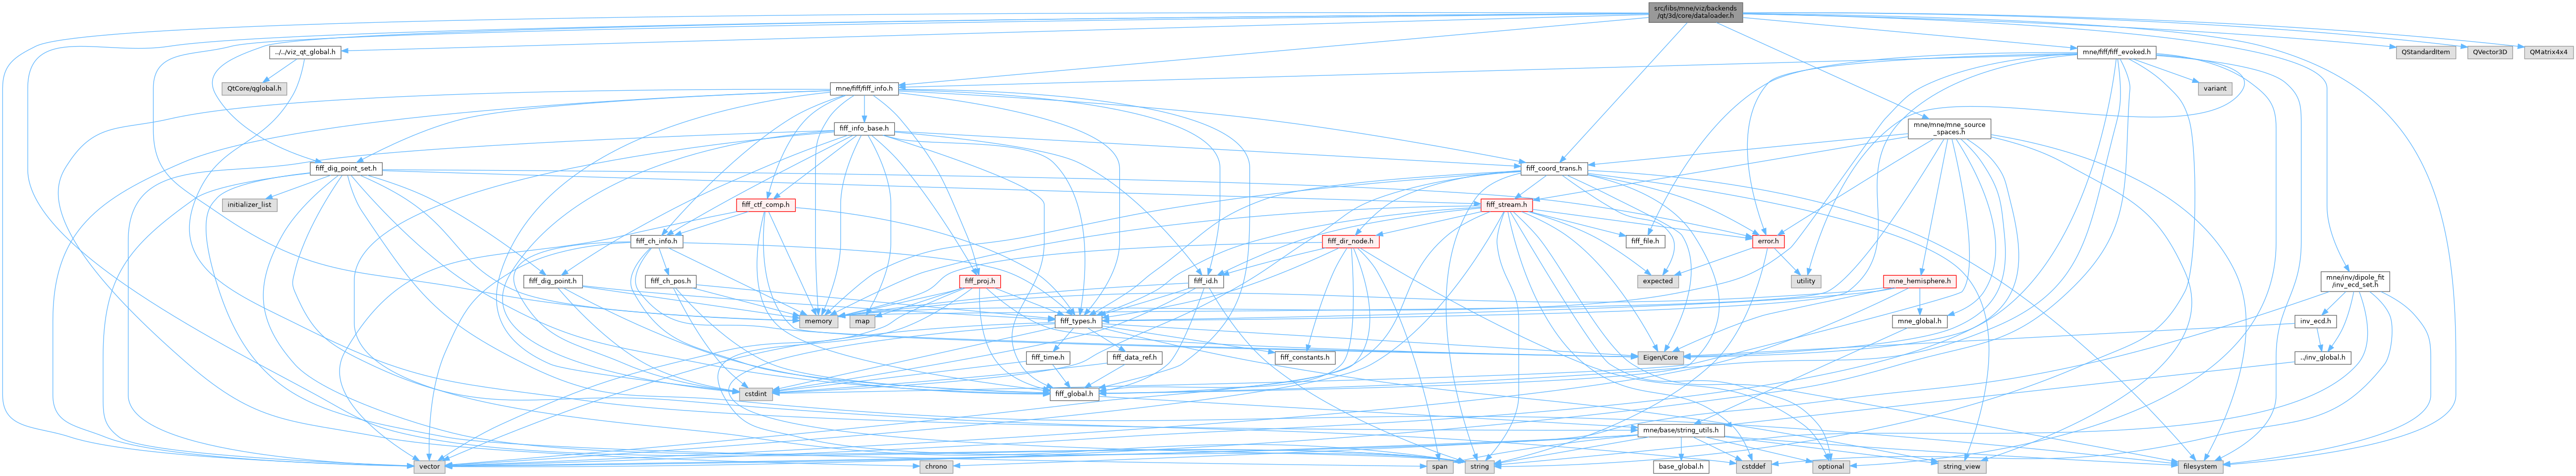 src/libs/mne/viz/backends
/qt/3d/core/dataloader.h
../../viz_qt_global.h
mne/fiff/fiff_evoked.h
QStandardItem
QVector3D
QMatrix4x4
QtCore/qglobal.h
mne/fiff/fiff_info.h
variant
fiff_info_base.h
mne/mne/mne_source
_spaces.h
fiff_dig_point_set.h
fiff_coord_trans.h
initializer_list
fiff_ctf_comp.h
fiff_stream.h
fiff_ch_info.h
fiff_dir_node.h
fiff_file.h
error.h
fiff_dig_point.h
fiff_ch_pos.h
fiff_proj.h
fiff_id.h
expected
utility
mne_hemisphere.h
mne/inv/dipole_fit
/inv_ecd_set.h
memory
map
fiff_types.h
mne_global.h
inv_ecd.h
fiff_time.h
fiff_data_ref.h
fiff_constants.h
Eigen/Core
../inv_global.h
cstdint
fiff_global.h
mne/base/string_utils.h
vector
chrono
span
string
base_global.h
cstddef
optional
string_view
filesystem